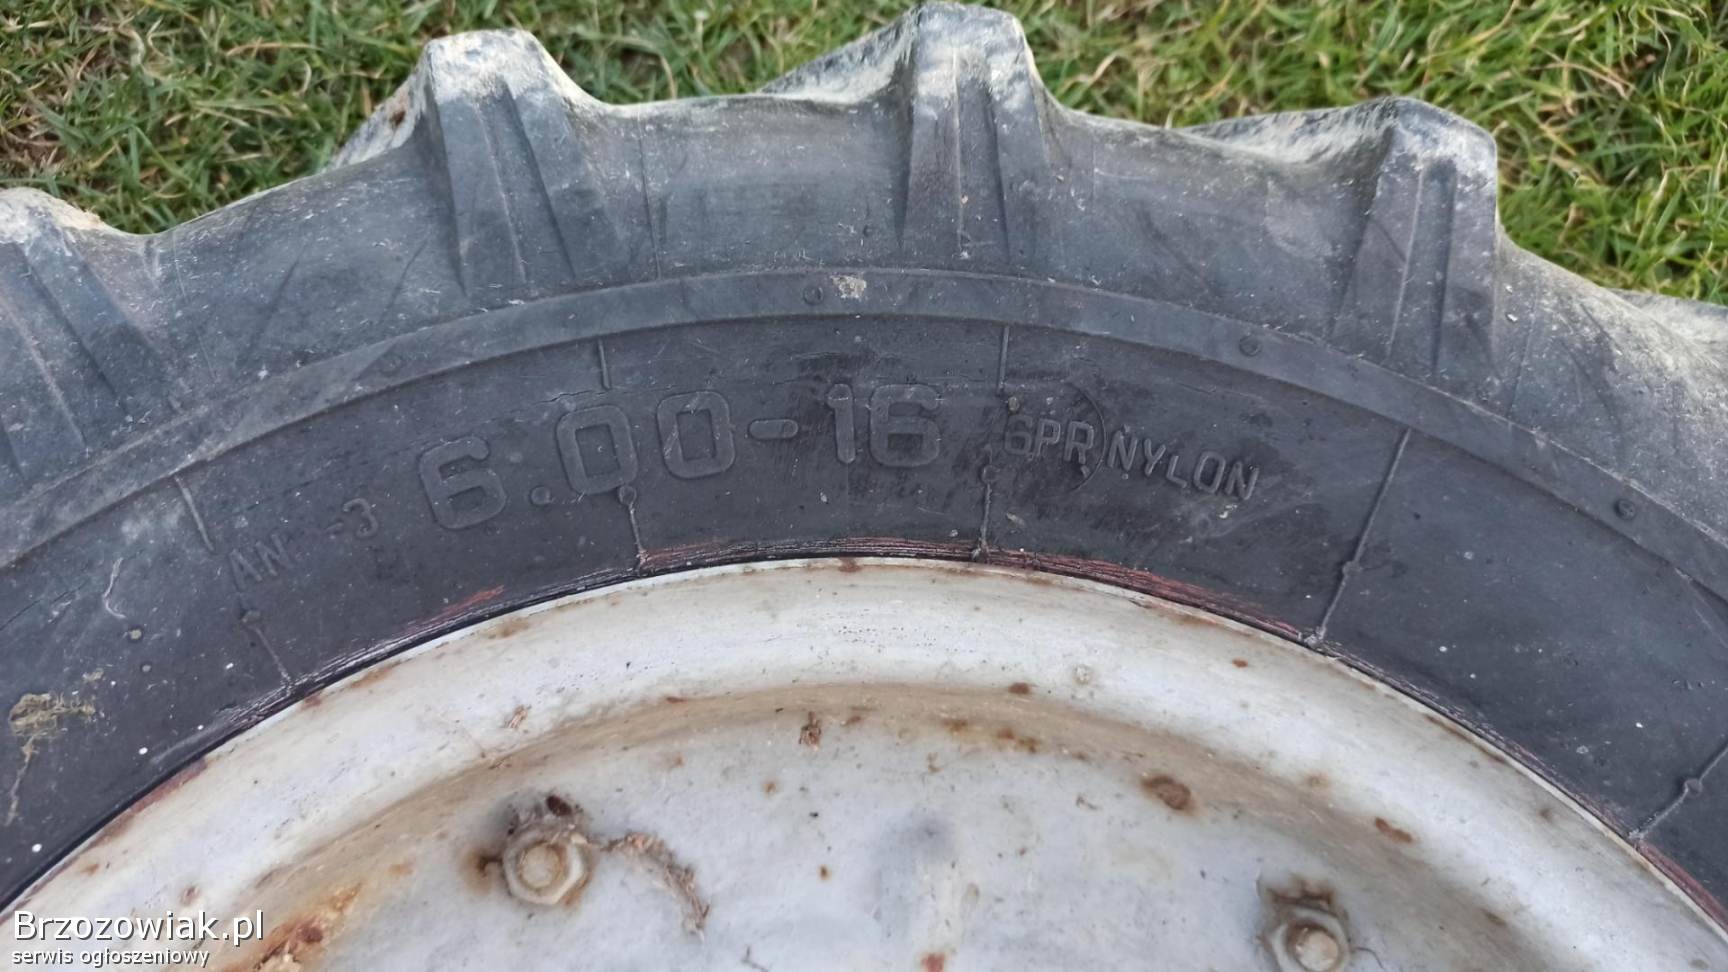 AN -3 6.00-16 6PR NYLON
Brzozowiak.pl
serwis ogłoszeniowy